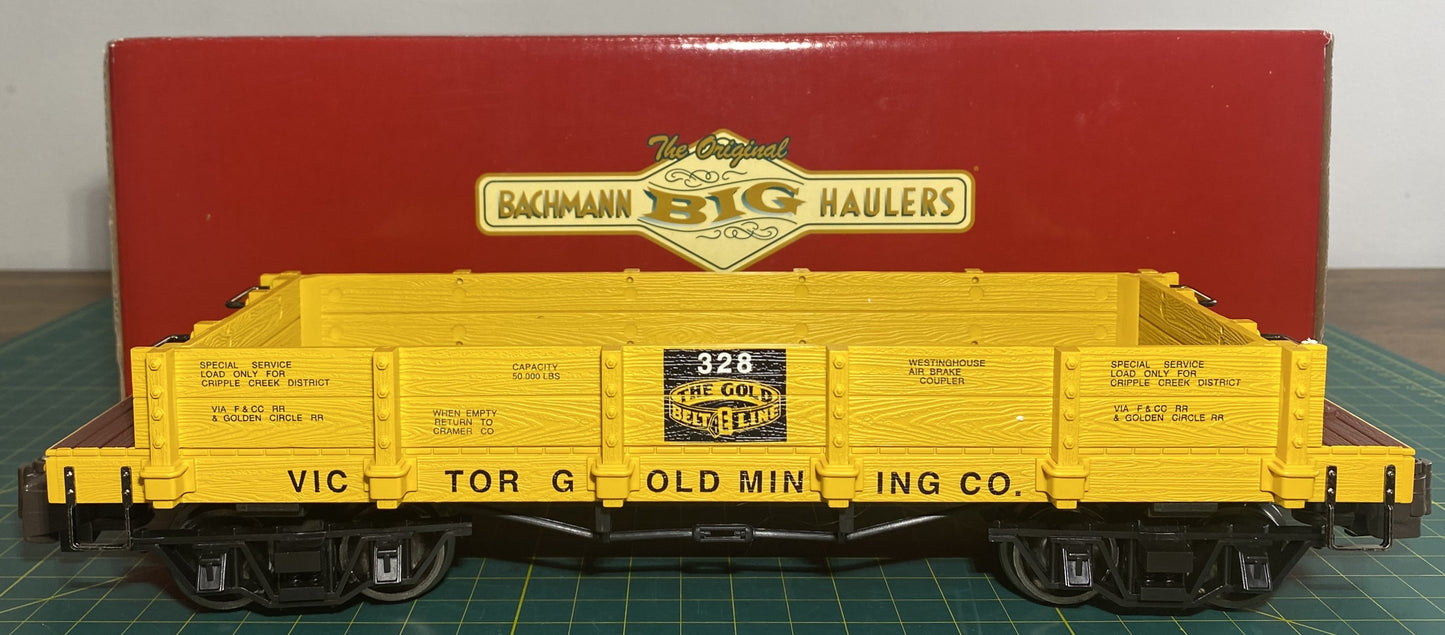 The Original
BACHMANN BIG HAULERS
SPECIAL SERVICE
LOAD ONLY FOR
CRIPPLE CREEK DISTRICT
VIA F & CC RR
& GOLDEN CIRCLE RR
CAPACITY
50.000 LBS
WHEN EMPTY
RETURN TO
CRAMER CO
328
THE GOLD
BELT LINE
WESTINGHOUSE
AIR BRAKE
COUPLER
SPECIAL SERVICE
LOAD ONLY FOR
CRIPPLE CREEK DISTRICT
VIA F & CO RR
& GOLDEN CIRCLE RR
VIC TOR G OLD MIN ING CO.